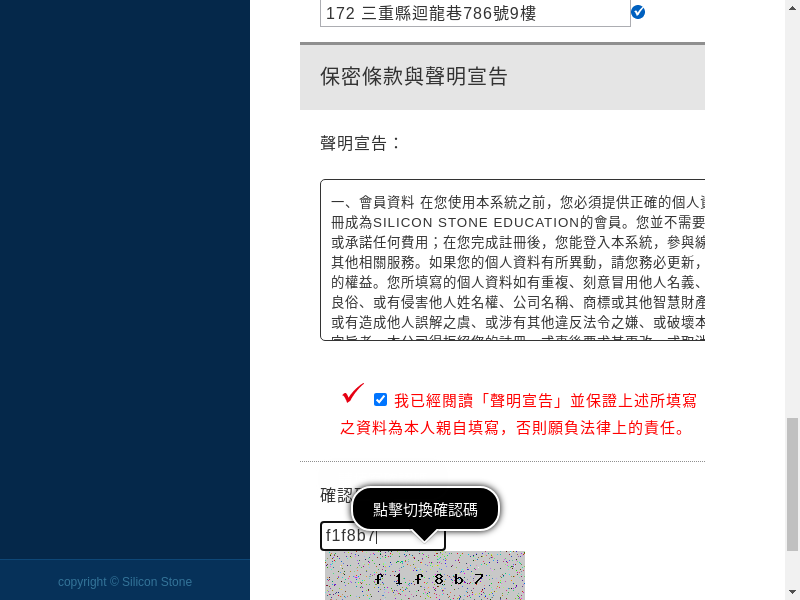 172 三重縣迴龍巷786號9樓
保密條款與聲明宣告
聲明宣告：
一、會員資料 在您使用本系統之前，您必須提供正確的個人資
冊成為SILICON STONE EDUCATION的會員。您並不需要
或承諾任何費用；在您完成註冊後，您能登入本系統，參與線
其他相關服務。如果您的個人資料有所異動，請您務必更新，
的權益。您所填寫的個人資料如有重複、刻意冒用他人名義、
良俗、或有侵害他人姓名權、公司名稱、商標或其他智慧財產
或有造成他人誤解之虞、或涉有其他違反法令之嫌、或破壞本
我已經閱讀「聲明宣告」並保證上述所填寫
之資料為本人親自填寫，否則願負法律上的責任。
確認
點擊切換確認碼
f1f8b7
f 1 f 8 b 7
copyright © Silicon Stone